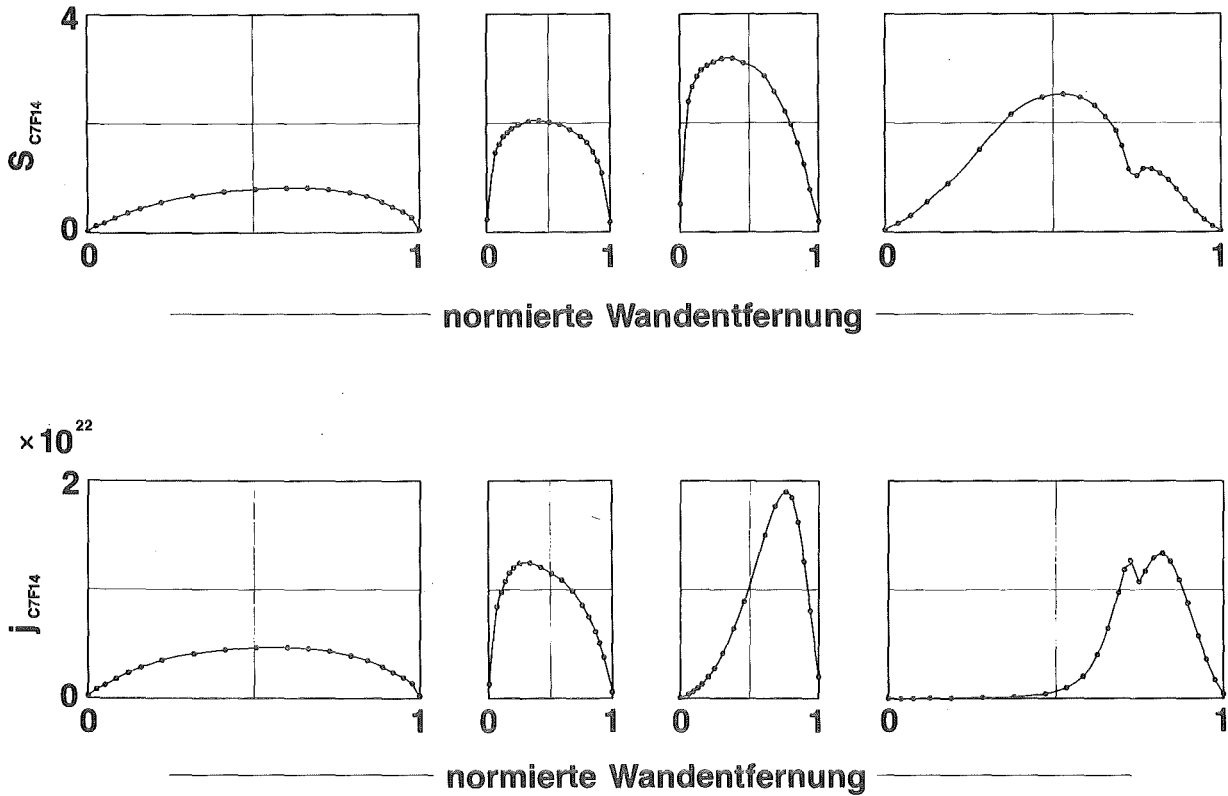 4
S C7F14
0
0 1 0 1 0 1 0 1
normierte Wandentfernung
× 10^22
2
j C7F14
0
0 1 0 1 0 1 0 1
normierte Wandentfernung